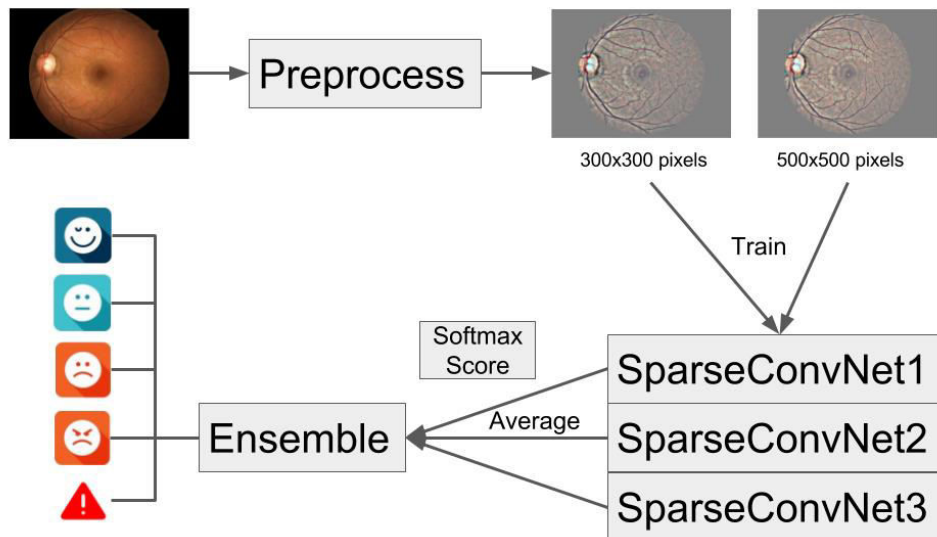 Preprocess
300x300 pixels
500x500 pixels
Train
Softmax
Score
SparseConvNet1
Average
Ensemble
SparseConvNet2
SparseConvNet3